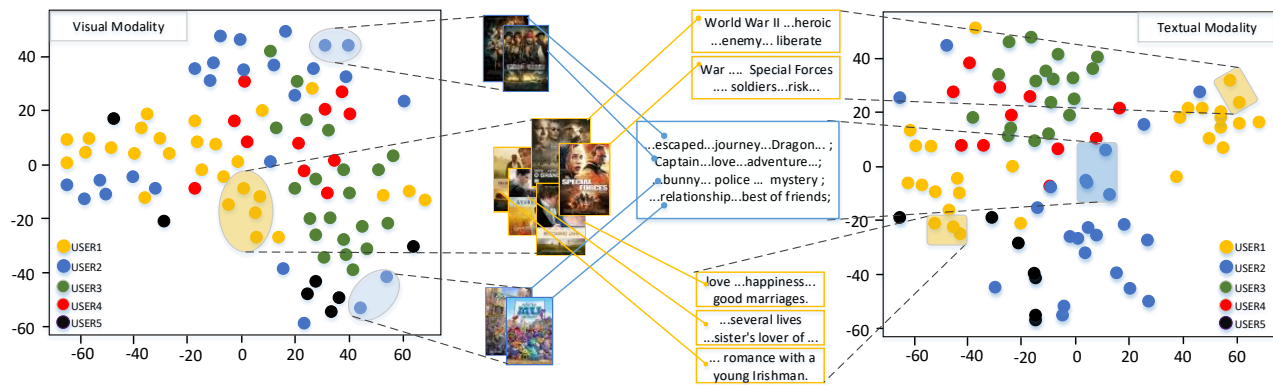 Visual Modality
40
20
0
-20
-40
-60
USER1
USER2
USER3
USER4
USER5
-60
-40
-20
0
20
40
60
SPECIAL
FORCES
MU
World War II ...heroic
...enemy... liberate
War .... Special Forces
.... soldiers...risk...
...escaped...journey...Dragon... ;
Captain...love...adventure...;
...bunny... police ... mystery ;
...relationship...best of friends;
love ...happiness...
good marriages.
...several lives
...sister's lover of ...
... romance with a
young Irishman.
Textual Modality
40
20
0
-20
-40
-60
USER1
USER2
USER3
USER4
USER5
-60
-40
-20
0
20
40
60